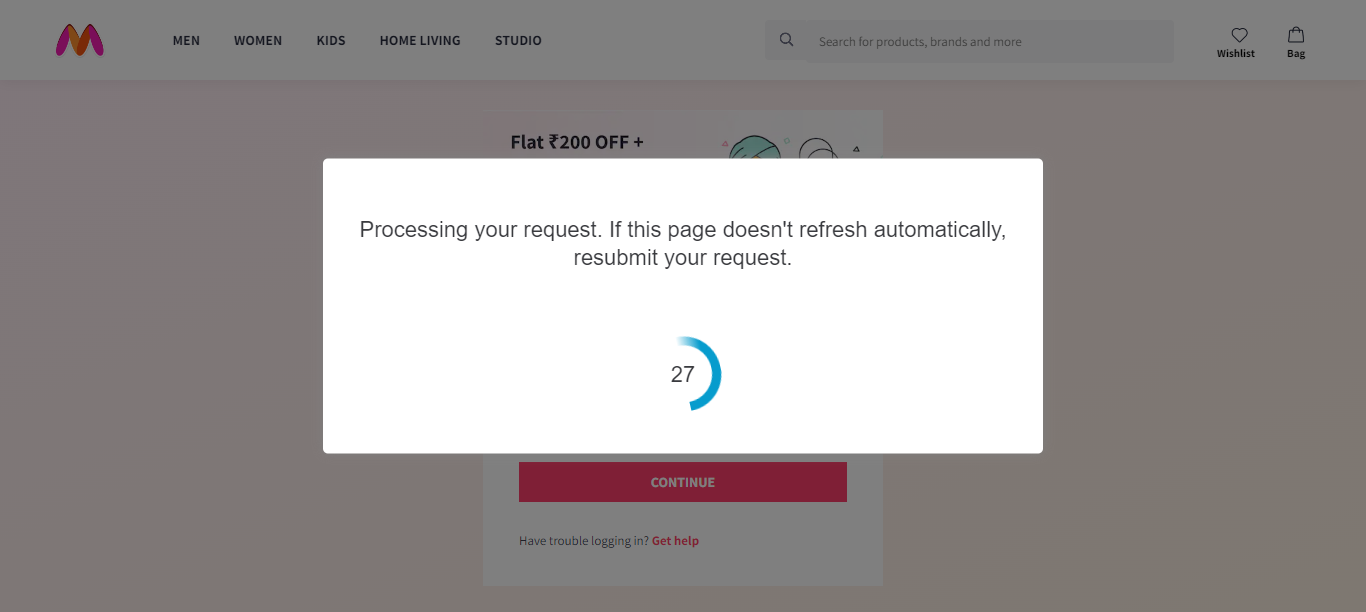 MEN WOMEN KIDS HOME LIVING STUDIO
Search for products, brands and more
Wishlist Bag
Flat ₹200 OFF +
Processing your request. If this page doesn't refresh automatically,
resubmit your request.
27
CONTINUE
Have trouble logging in? Get help